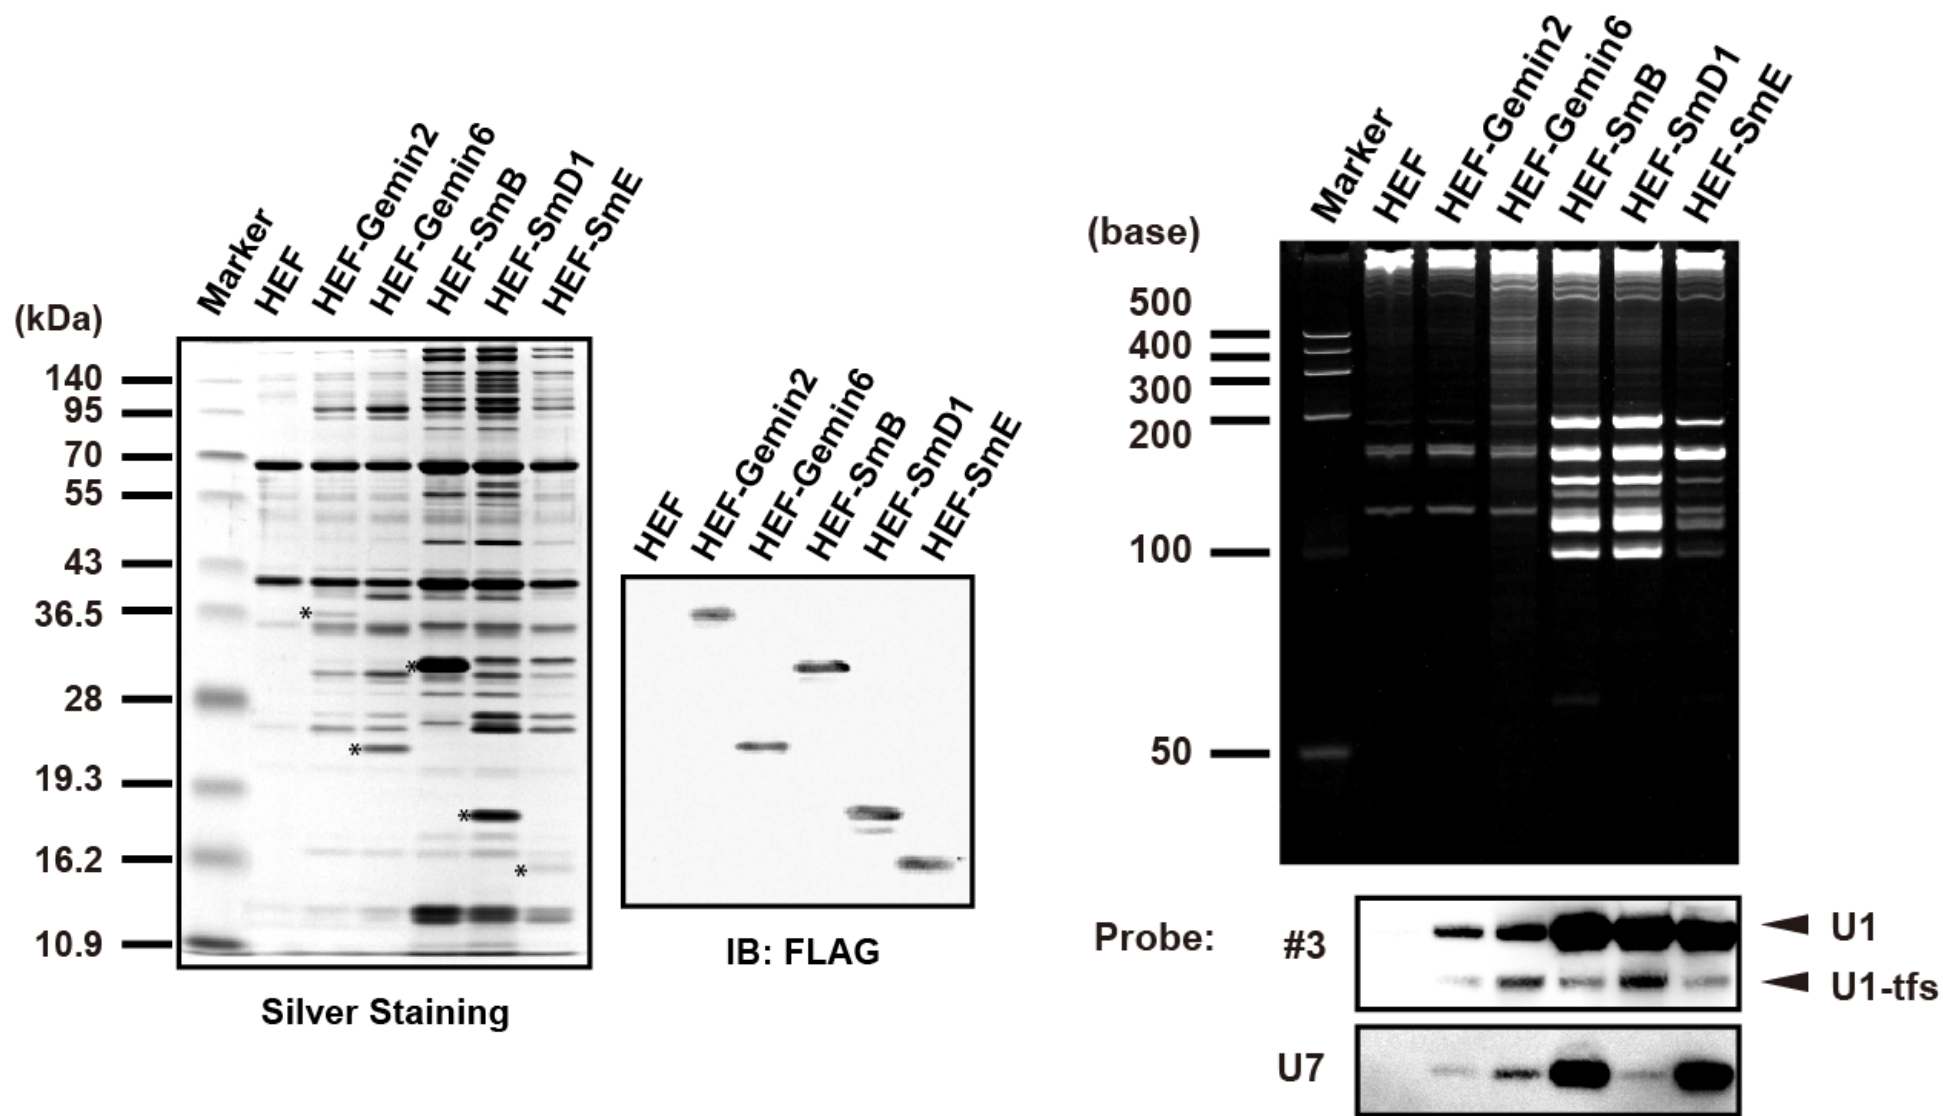 Marker
HEF
HEF-Gemin2
HEF-Gemin6
HEF-SmB
HEF-SmD1
HEF-SmE
(kDa)
140
95
70
55
43
36.5
28
19.3
16.2
10.9
*
*
*
*
*
Silver Staining
HEF
HEF-Gemin2
HEF-Gemin6
HEF-SmB
HEF-SmD1
HEF-SmE
IB: FLAG
Marker
HEF
HEF-Gemin2
HEF-Gemin6
HEF-SmB
HEF-SmD1
HEF-SmE
(base)
500
400
300
200
100
50
Probe:
#3
U1
U1-tfs
U7